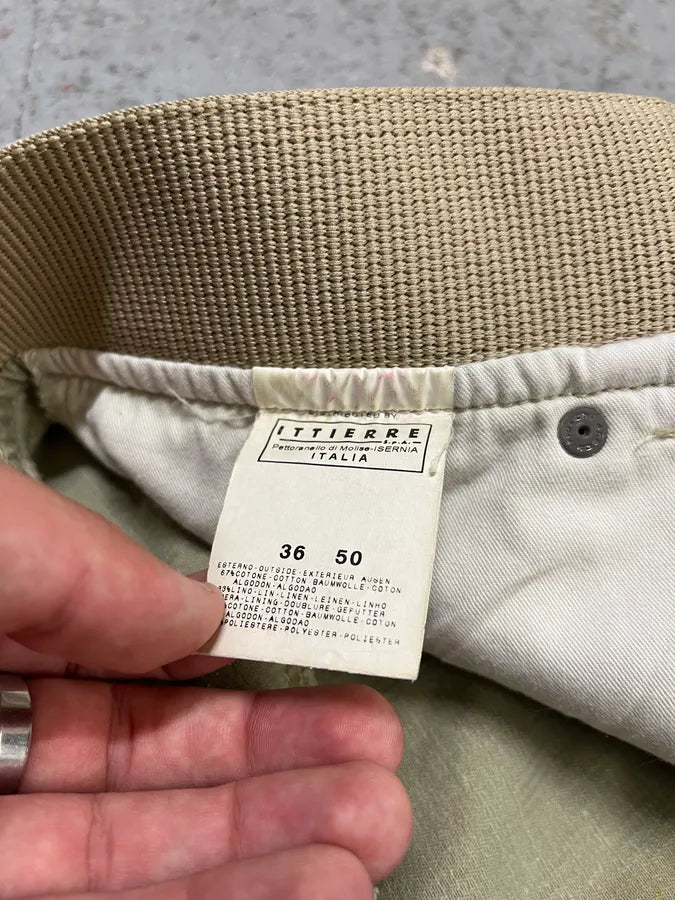 ITTIERRE
S.p.A.
Pettoranello di Molise-ISERNIA
ITALIA
36 50
ESTERNO-OUTSIDE-EXTERIEUR AUßEN
67%COTONE-COTTON BAUMWOLLE-COTON
ALGODON-ALGODAO
LINO-LIN-LINEN-LEINEN-LINHO
LINING-DOUBLURE-GEFUTTER
COTONE-COTTON-BAUMWOLLE-COTON
ALGODON-ALGODAO
POLIESTERE-POLYESTER-POLIESTER